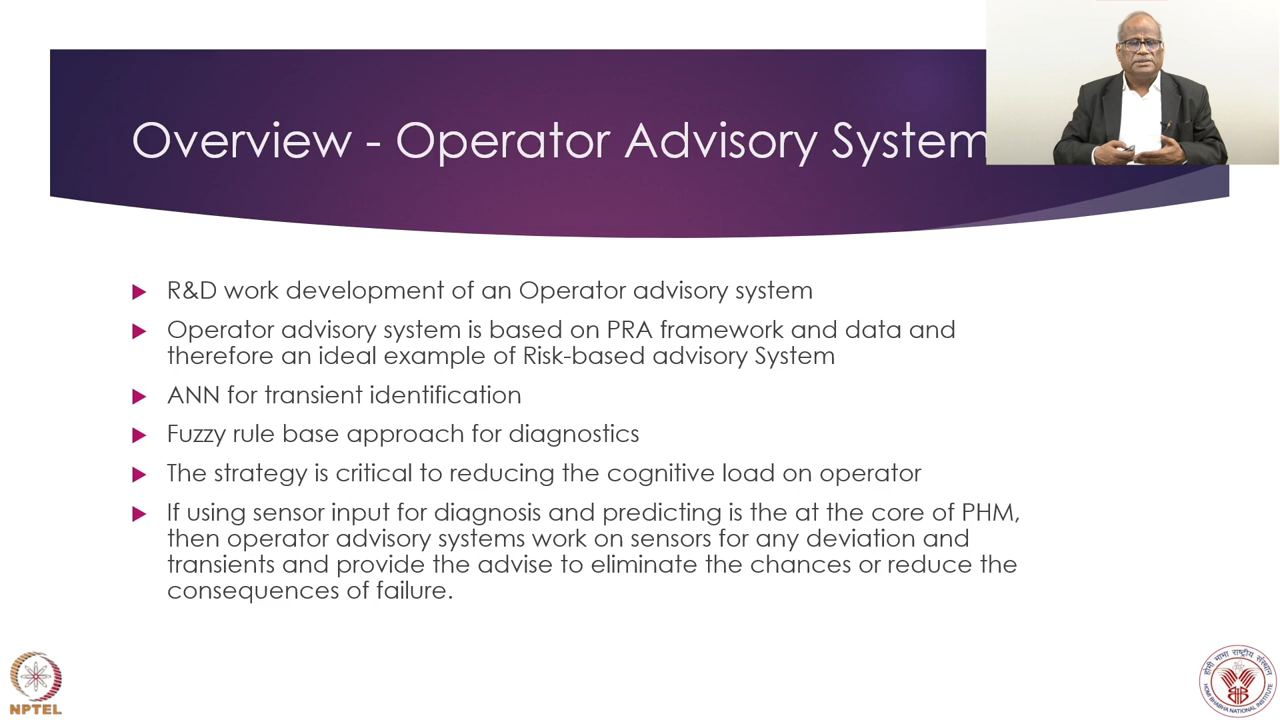 Overview - Operator Advisory System
R&D work development of an Operator advisory system
Operator advisory system is based on PRA framework and data and
therefore an ideal example of Risk-based advisory System
ANN for transient identification
Fuzzy rule base approach for diagnostics
The strategy is critical to reducing the cognitive load on operator
If using sensor input for diagnosis and predicting is the at the core of PHM,
then operator advisory systems work on sensors for any deviation and
transients and provide the advise to eliminate the chances or reduce the
consequences of failure.
NPTEL
होमी भाभा राष्ट्रीय संस्थान
HOMI BHABHA NATIONAL INSTITUTE